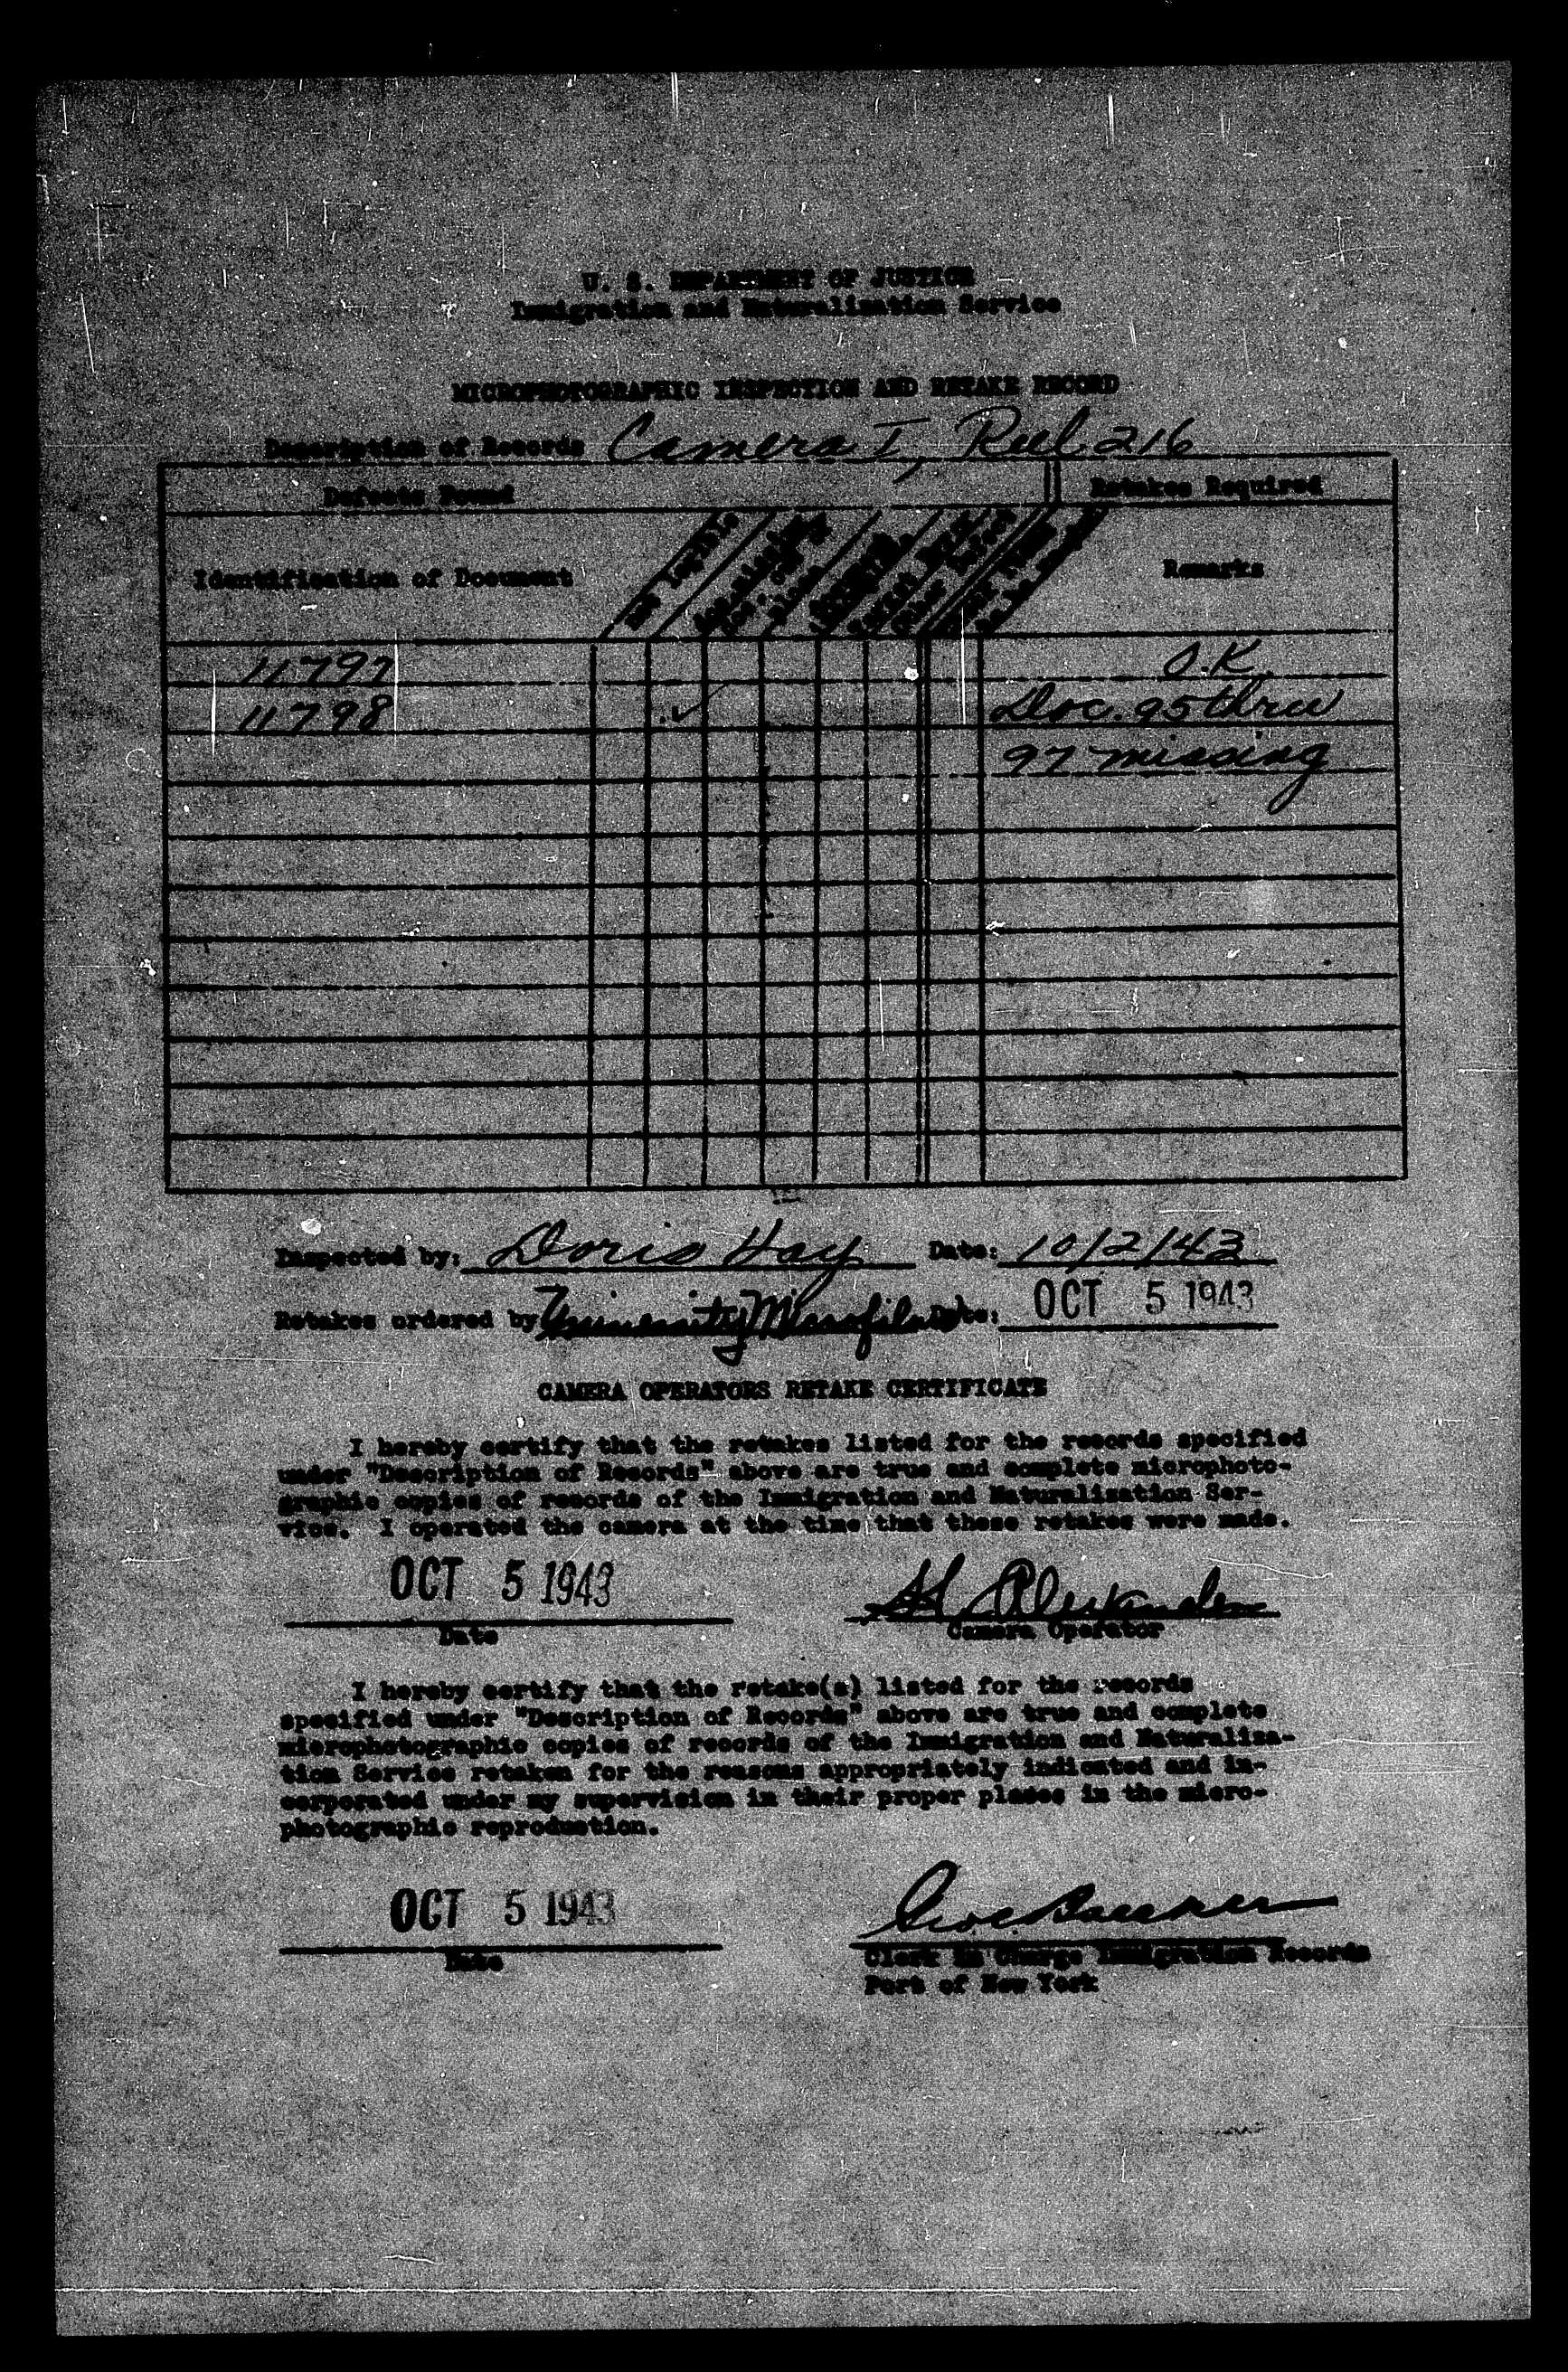 U. S. DEPARTMENT OF JUSTICE
Immigration and Naturalization Service
MICROPHOTOGRAPHIC INSPECTION AND RETAKE RECORD
Description of Records Camera I, Reel 216
Defects Found Retakes Required
Identification of Document Not legible Remarks
11797 O.K.
11798 ✓ Doc. 95 thru
97 missing
Inspected by: Doris Hay Date: 10/2/43
Retakes ordered by University Microfilms Date: OCT 5 1943
CAMERA OPERATORS RETAKE CERTIFICATE
I hereby certify that the retakes listed for the records specified
under "Description of Records" above are true and complete microphoto-
graphic copies of records of the Immigration and Naturalization Ser-
vice. I operated the camera at the time that these retakes were made.
OCT 5 1943 H. Alexander
Date Camera Operator
I hereby certify that the retake(s) listed for the records
specified under "Description of Records" above are true and complete
microphotographic copies of records of the Immigration and Naturaliza-
tion Service retaken for the reasons appropriately indicated and in-
corporated under my supervision in their proper places in the micro-
photographic reproduction.
OCT 5 1943
Date Clerk in Charge Immigration Records
Port of New York